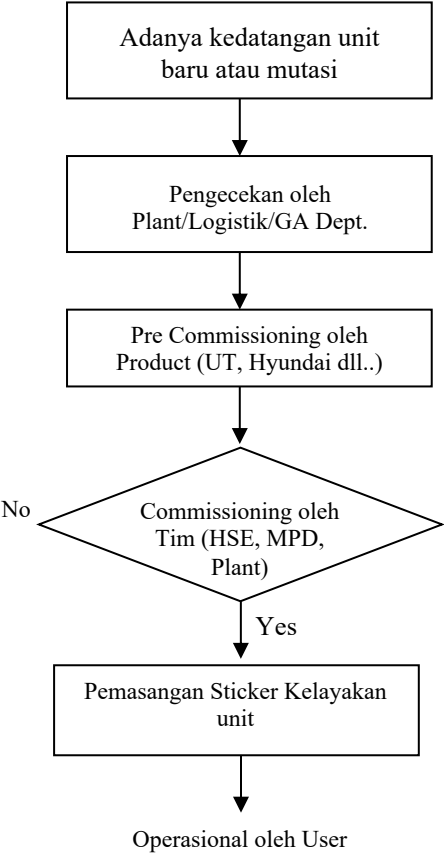 Adanya kedatangan unit
baru atau mutasi
Pengecekan oleh
Plant/Logistik/GA Dept.
Pre Commissioning oleh
Product (UT, Hyundai dll..)
No
Commissioning oleh
Tim (HSE, MPD,
Plant)
Yes
Pemasangan Sticker Kelayakan
unit
Operasional oleh User